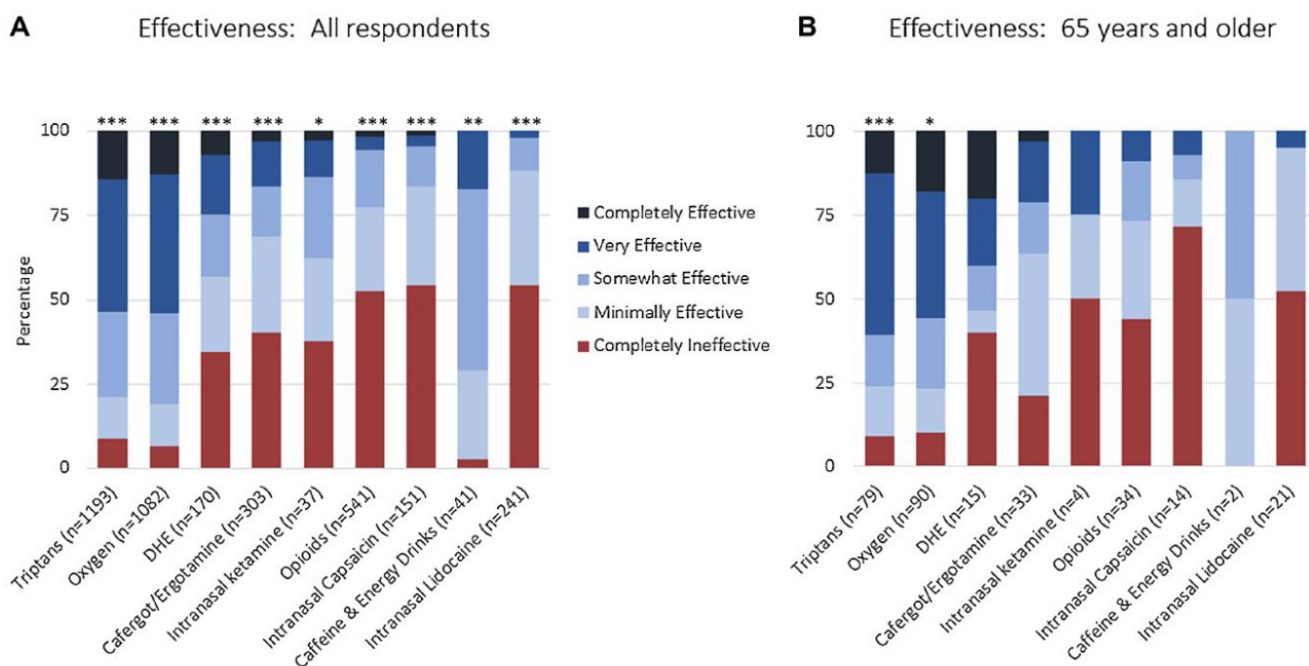 A
Effectiveness: All respondents
*** *** *** *** * *** *** ** ***
100
75
50
25
0
Percentage
Triptans (n=1193)
Oxygen (n=1082)
DHE (n=170)
Cafergot/Ergotamine (n=303)
Intranasal ketamine (n=37)
Opioids (n=541)
Intranasal Capsaicin (n=151)
Caffeine & Energy Drinks (n=41)
Intranasal Lidocaine (n=241)
Completely Effective
Very Effective
Somewhat Effective
Minimally Effective
Completely Ineffective
B
Effectiveness: 65 years and older
*** *
100
75
50
25
0
Triptans (n=79)
Oxygen (n=90)
DHE (n=15)
Cafergot/Ergotamine (n=33)
Intranasal ketamine (n=4)
Opioids (n=34)
Intranasal Capsaicin (n=14)
Caffeine & Energy Drinks (n=2)
Intranasal Lidocaine (n=21)